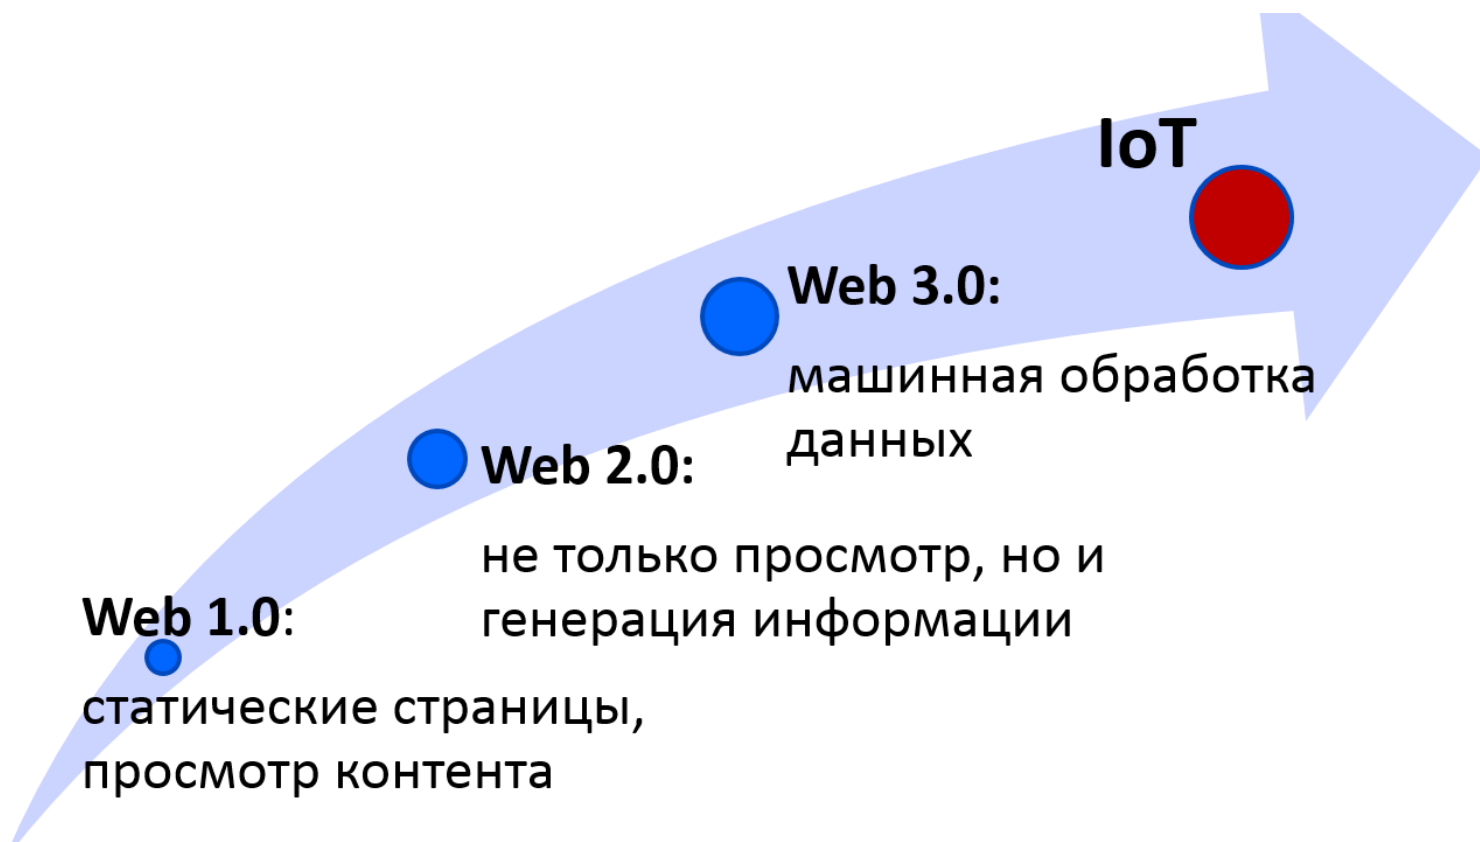 IoT
Web 3.0:
машинная обработка
данных
Web 2.0:
не только просмотр, но и
генерация информации
Web 1.0:
статические страницы,
просмотр контента